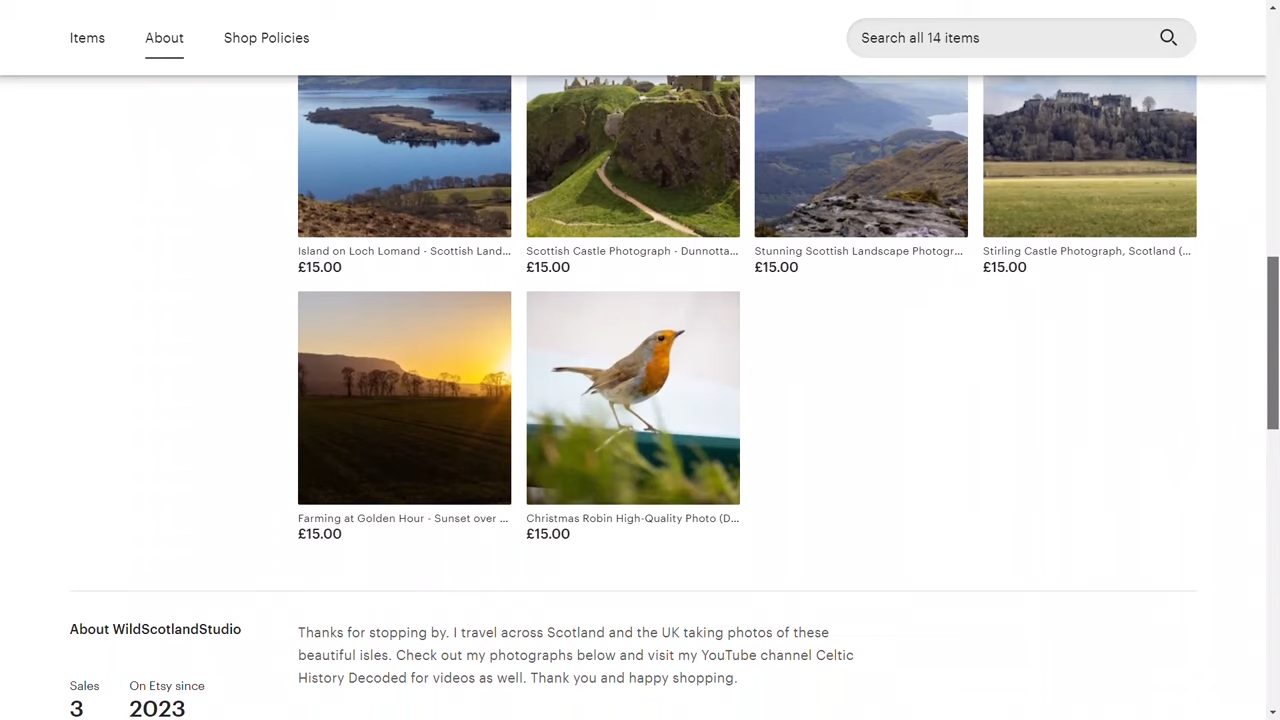 Items About Shop Policies Search all 14 items
Island on Loch Lomand - Scottish Land... Scottish Castle Photograph - Dunnotta... Stunning Scottish Landscape Photogr... Stirling Castle Photograph, Scotland (...
£15.00 £15.00 £15.00 £15.00
Farming at Golden Hour - Sunset over ... Christmas Robin High-Quality Photo (D...
£15.00 £15.00
About WildScotlandStudio
Thanks for stopping by. I travel across Scotland and the UK taking photos of these
beautiful isles. Check out my photographs below and visit my YouTube channel Celtic
History Decoded for videos as well. Thank you and happy shopping.
Sales On Etsy since
3 2023